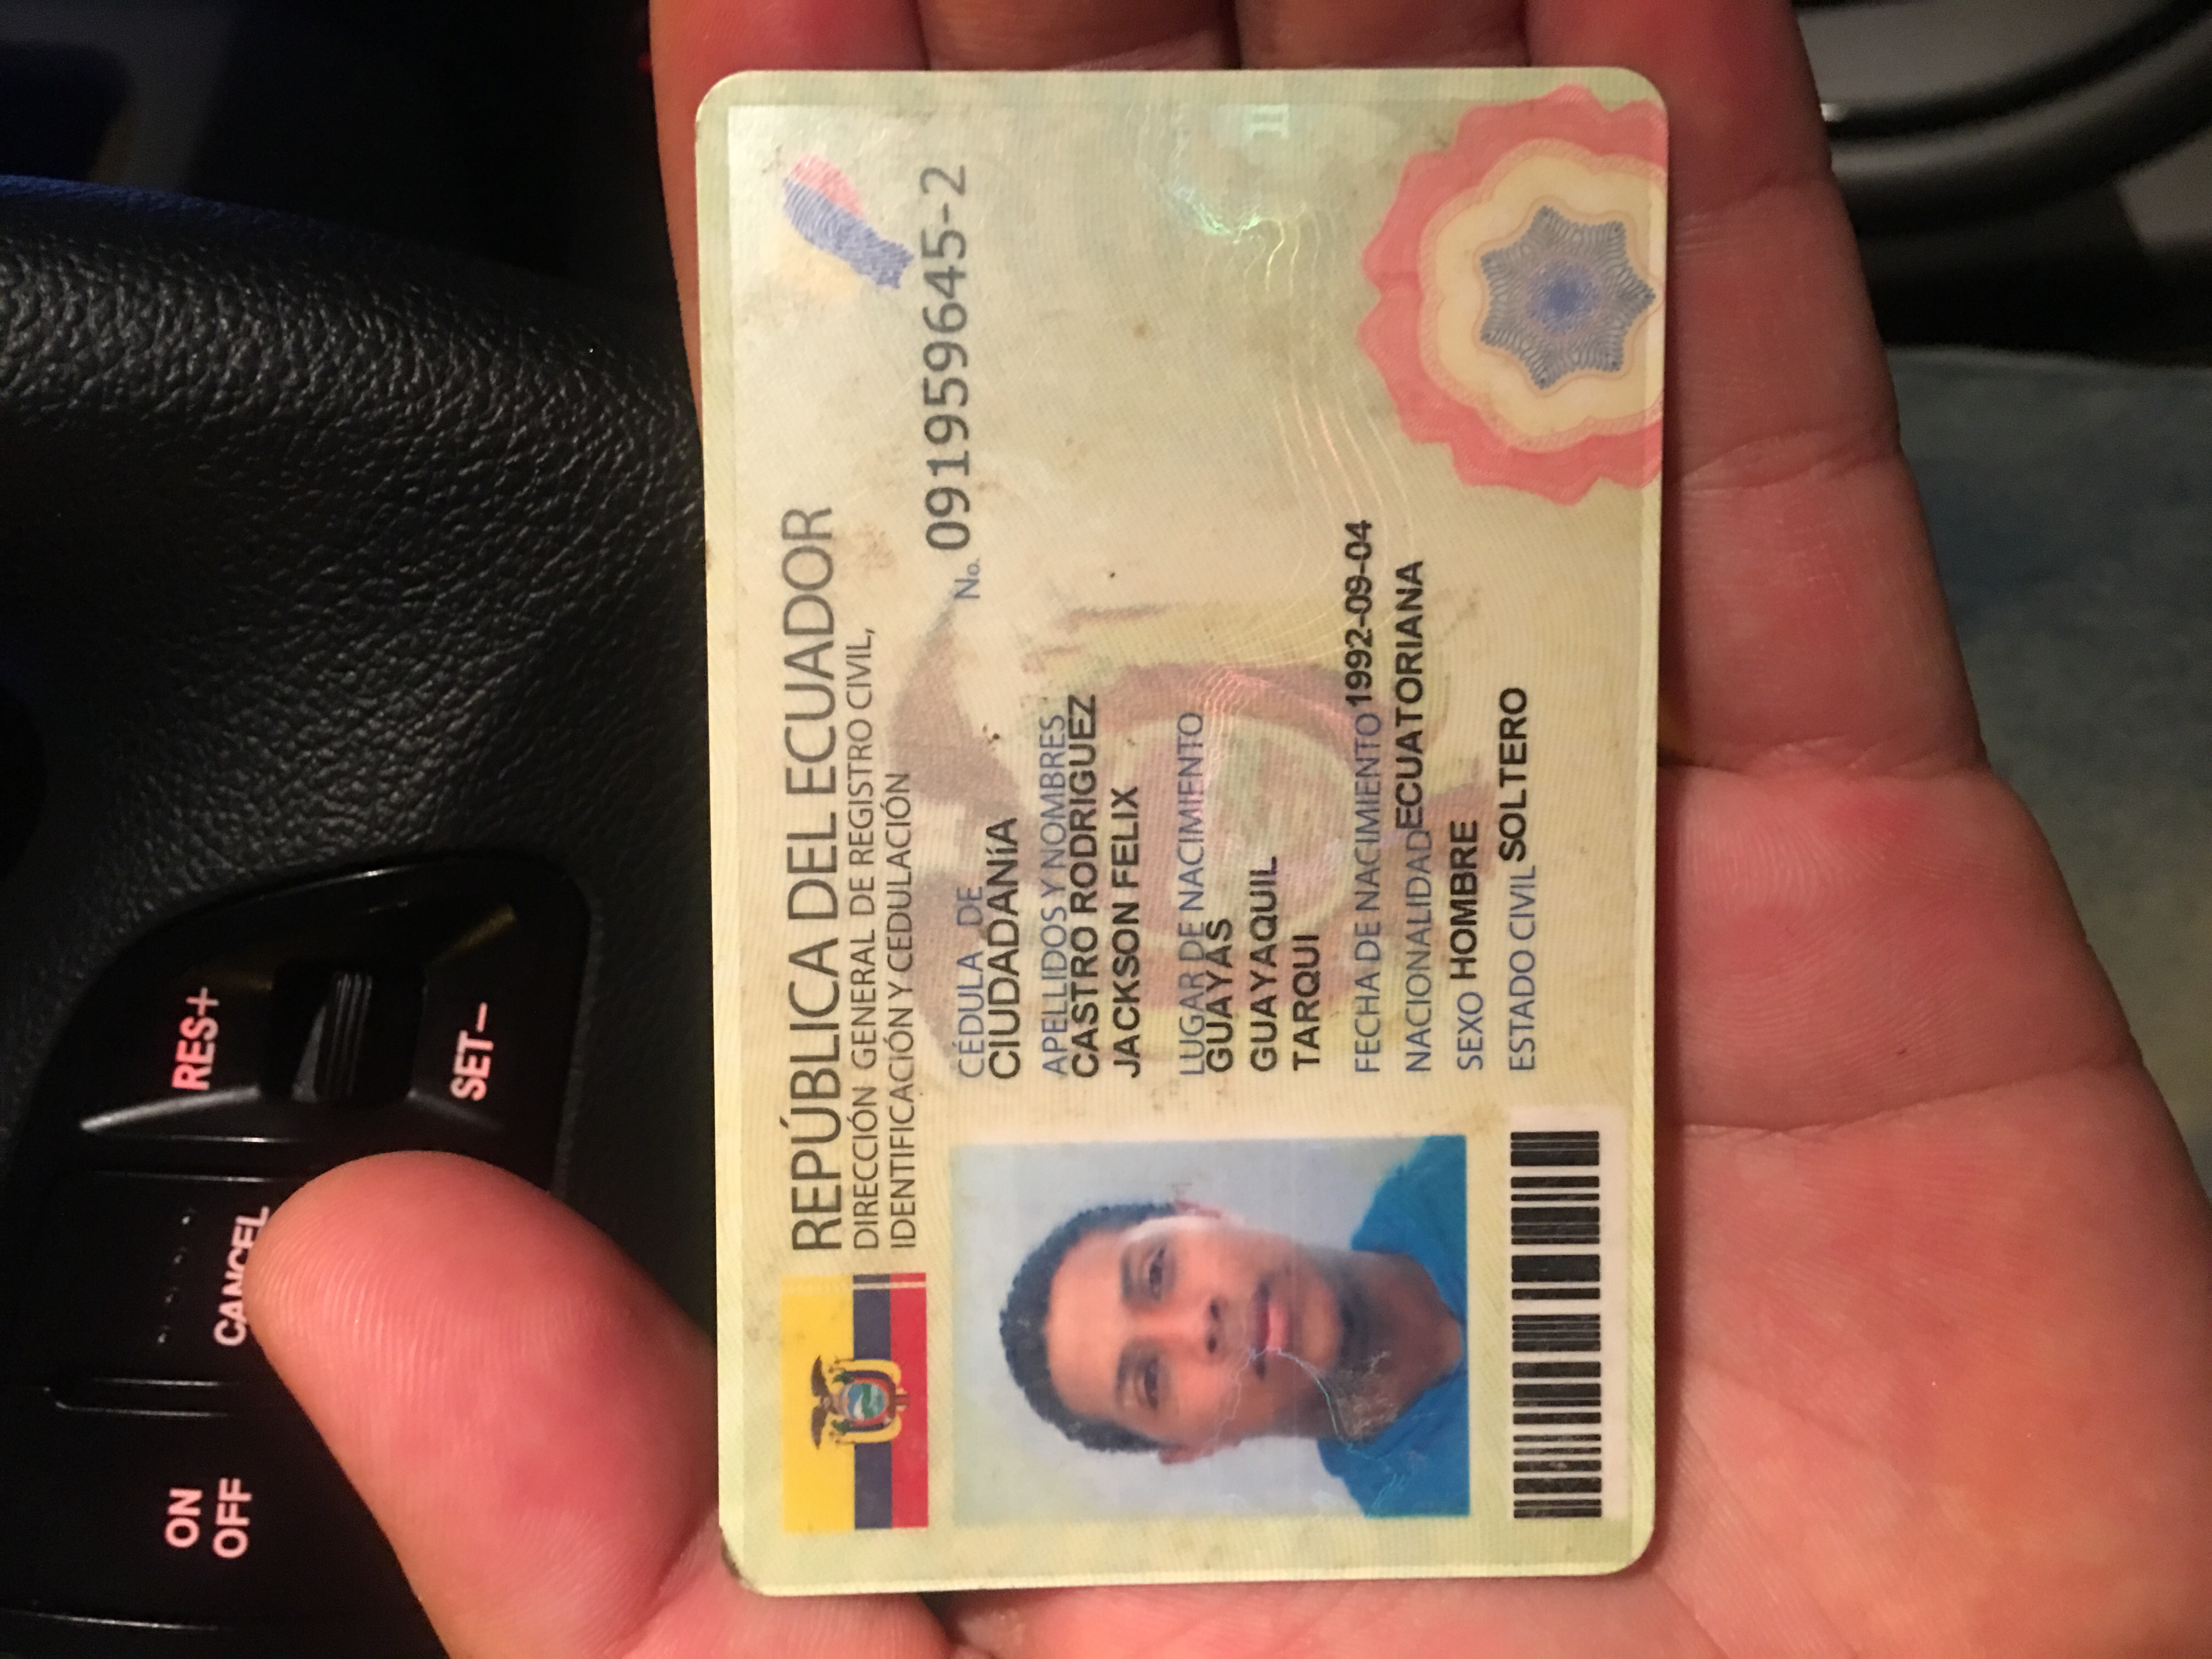 ON
OFF
CANCEL
RES+
SET-
REPÚBLICA DEL ECUADOR
DIRECCIÓN GENERAL DE REGISTRO CIVIL,
IDENTIFICACIÓN Y CEDULACIÓN
No. 091959645-2
CÉDULA DE
CIUDADANíA
APELLIDOS Y NOMBRES
CASTRO RODRIGUEZ
JACKSON FELIX
LUGAR DE NACIMIENTO
GUAYAS
GUAYAQUIL
TARQUI
FECHA DE NACIMIENTO 1992-09-04
NACIONALIDAD ECUATORIANA
SEXO HOMBRE
ESTADO CIVIL SOLTERO